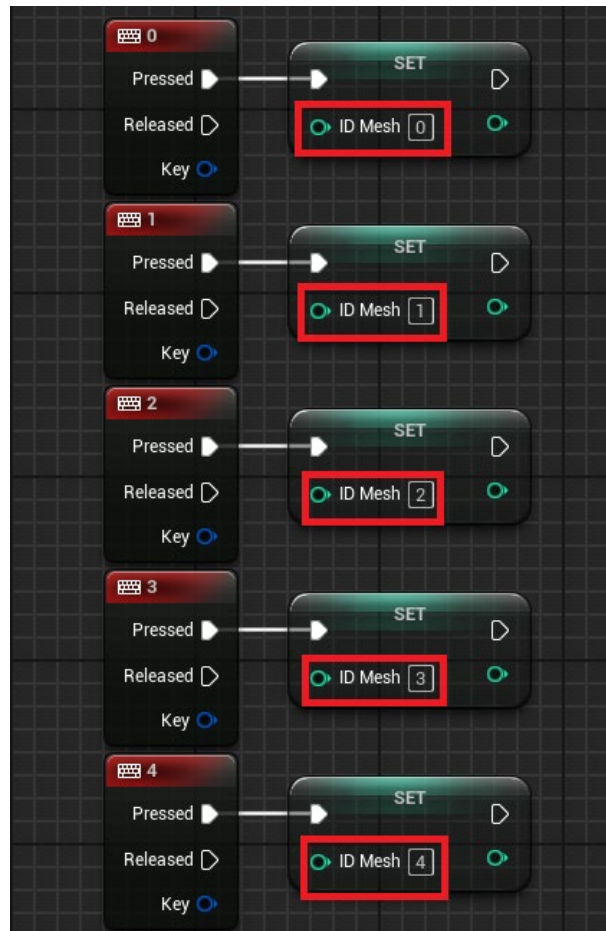 0
SET
Pressed
Released
ID Mesh 0
Key
1
SET
Pressed
Released
ID Mesh 1
Key
2
SET
Pressed
Released
ID Mesh 2
Key
3
SET
Pressed
Released
ID Mesh 3
Key
4
SET
Pressed
Released
ID Mesh 4
Key